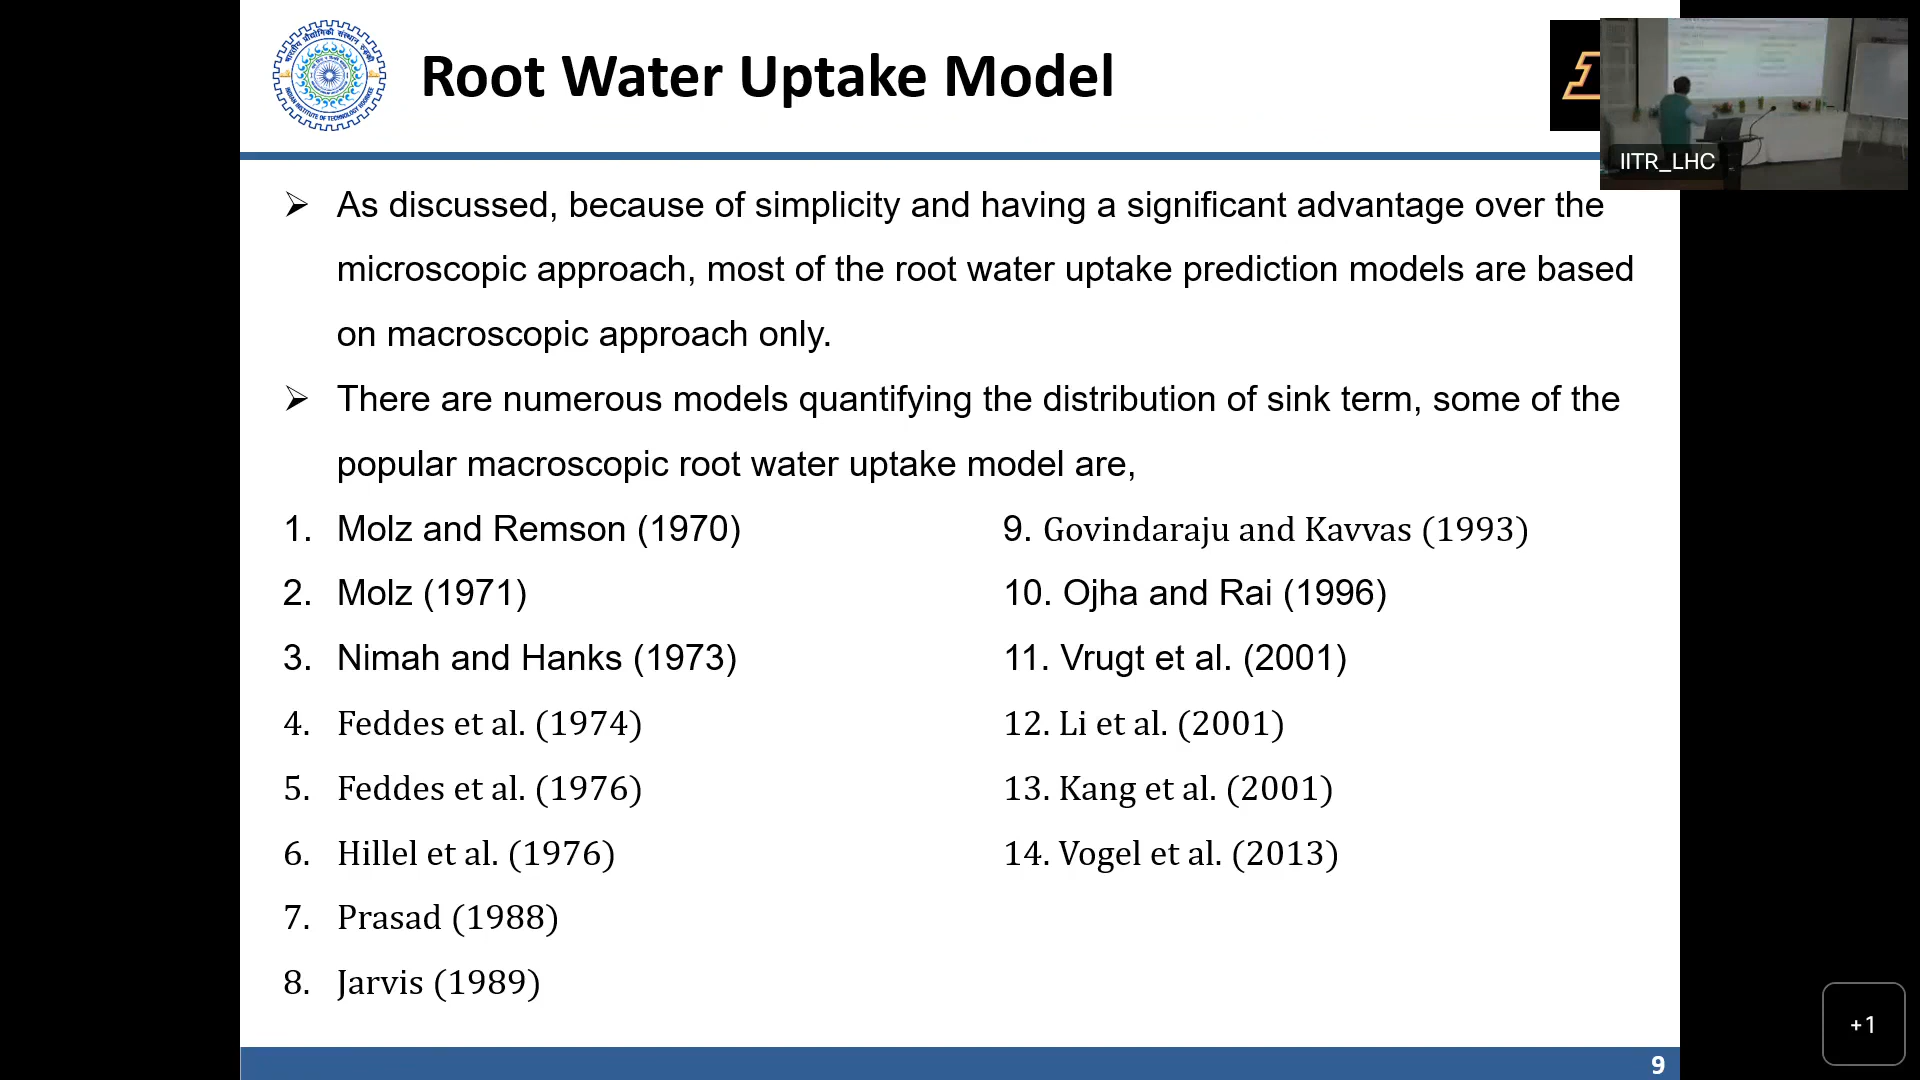 भारतीय प्रौद्योगिकी संस्थान रुड़की
INDIAN INSTITUTE OF TECHNOLOGY ROORKEE
Root Water Uptake Model
IITR_LHC
➢ As discussed, because of simplicity and having a significant advantage over the
microscopic approach, most of the root water uptake prediction models are based
on macroscopic approach only.
➢ There are numerous models quantifying the distribution of sink term, some of the
popular macroscopic root water uptake model are,
1. Molz and Remson (1970)
2. Molz (1971)
3. Nimah and Hanks (1973)
4. Feddes et al. (1974)
5. Feddes et al. (1976)
6. Hillel et al. (1976)
7. Prasad (1988)
8. Jarvis (1989)
9. Govindaraju and Kavvas (1993)
10. Ojha and Rai (1996)
11. Vrugt et al. (2001)
12. Li et al. (2001)
13. Kang et al. (2001)
14. Vogel et al. (2013)
+1
9